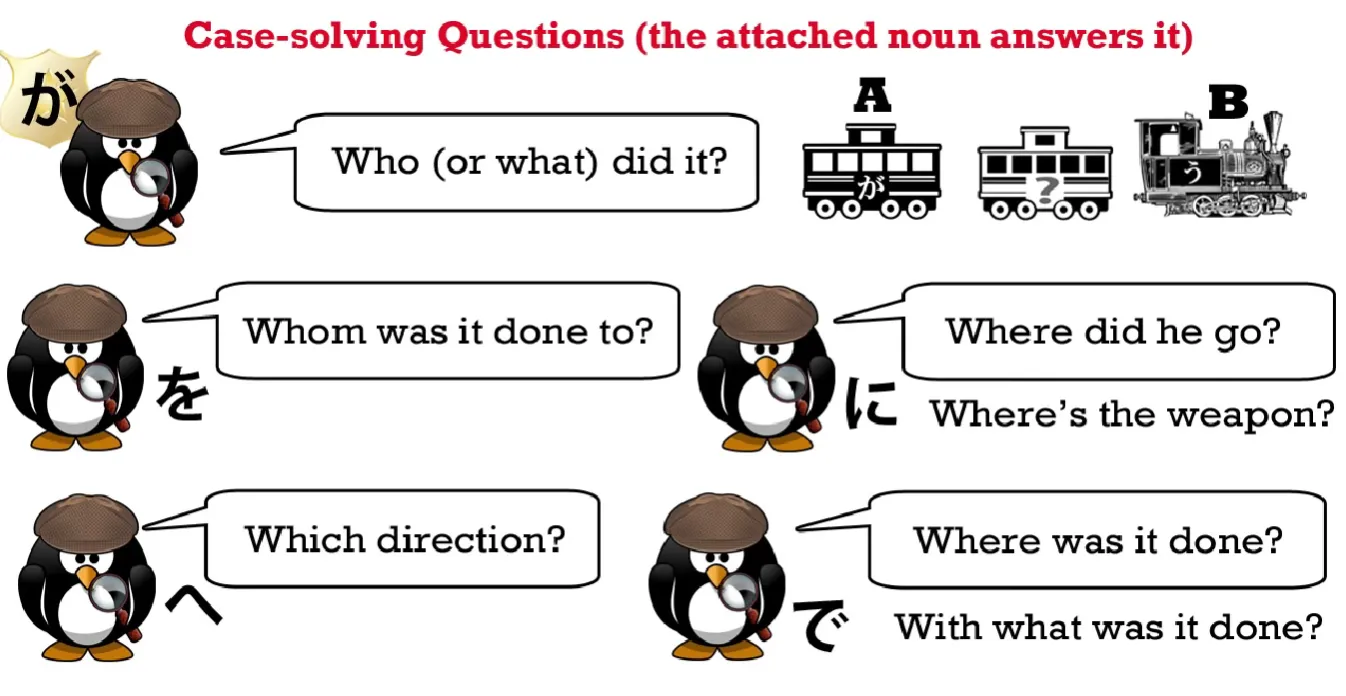 Case-solving Questions (the attached noun answers it)
が
Who (or what) did it?
A
B
が
?
う
を
Whom was it done to?
に
Where did he go?
Where's the weapon?
へ
Which direction?
で
Where was it done?
With what was it done?